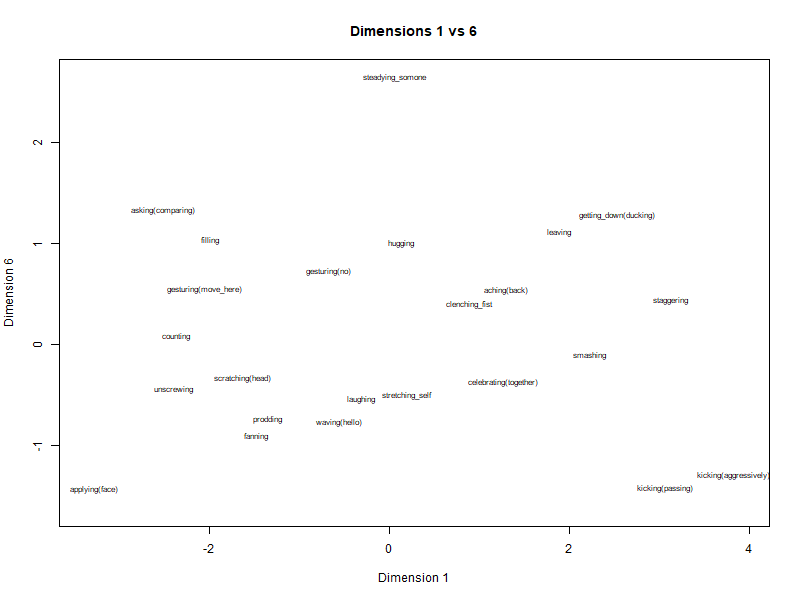 Dimensions 1 vs 6
steadying_somone
2
asking(comparing)
getting_down(ducking)
leaving
filling
hugging
1
gesturing(no)
gesturing(move_here)
aching(back)
staggering
clenching_fist
Dimension 6
counting
0
smashing
scratching(head)
celebrating(together)
unscrewing
stretching_self
laughing
prodding
waving(hello)
fanning
-1
kicking(aggressively)
applying(face)
kicking(passing)
-2
0
2
4
Dimension 1